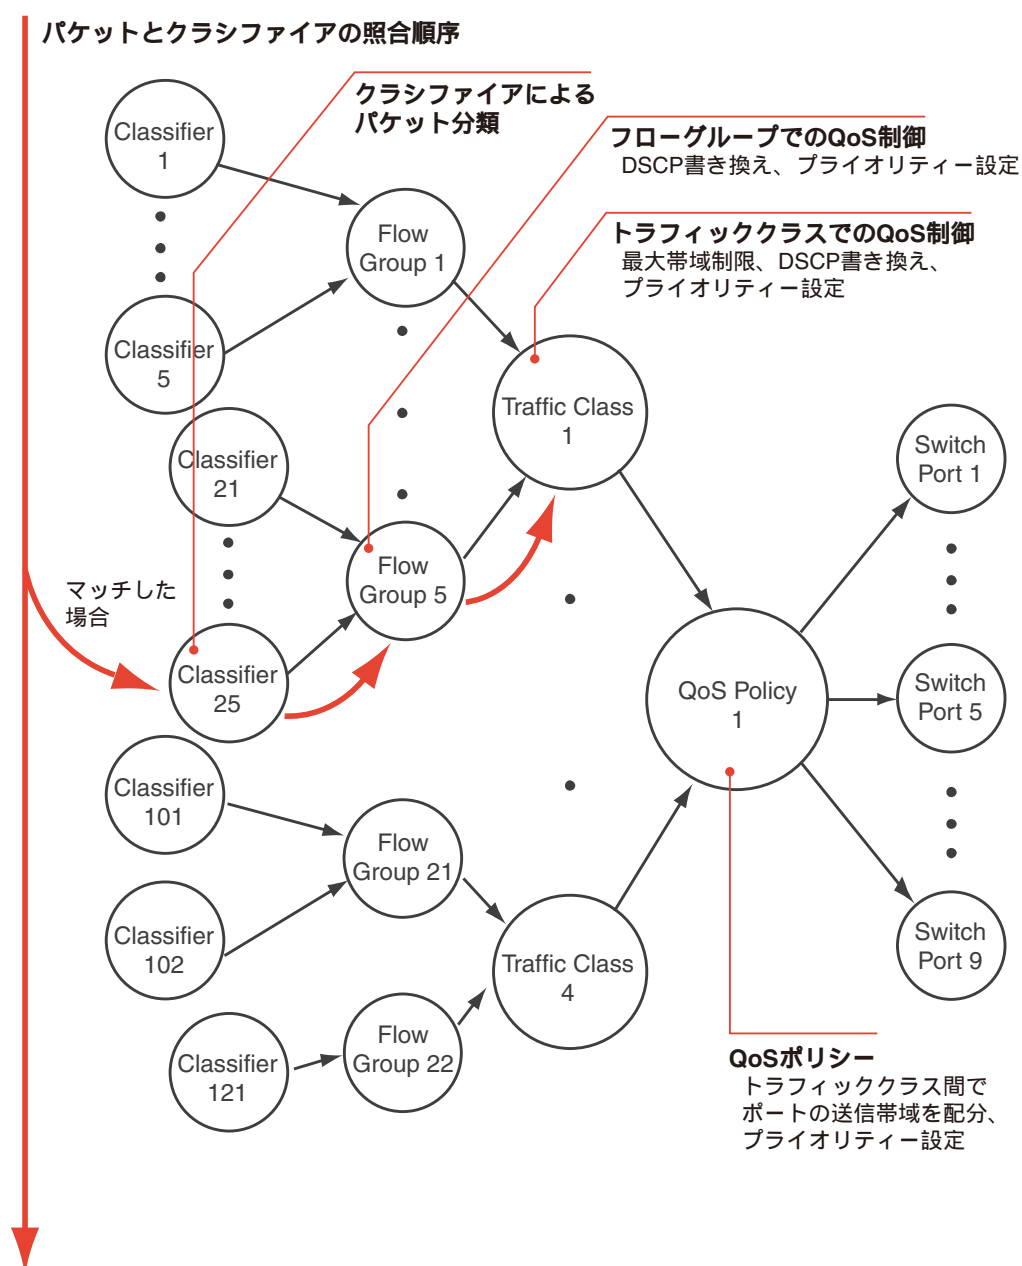 パケットとクラシファイアの照合順序
クラシファイアによる
パケット分類
フローグループでのQoS制御
DSCP書き換え、プライオリティー設定
トラフィッククラスでのQoS制御
最大帯域制限、DSCP書き換え、
プライオリティー設定
Classifier
1
Flow
Group 1
Classifier
5
Traffic Class
1
Classifier
21
Switch
Port 1
Flow
Group 5
マッチした
場合
Classifier
25
QoS Policy
1
Switch
Port 5
Classifier
101
Flow
Group 21
Classifier
102
Traffic Class
4
Switch
Port 9
Flow
Group 22
Classifier
121
QoSポリシー
トラフィッククラス間で
ポートの送信帯域を配分、
プライオリティー設定